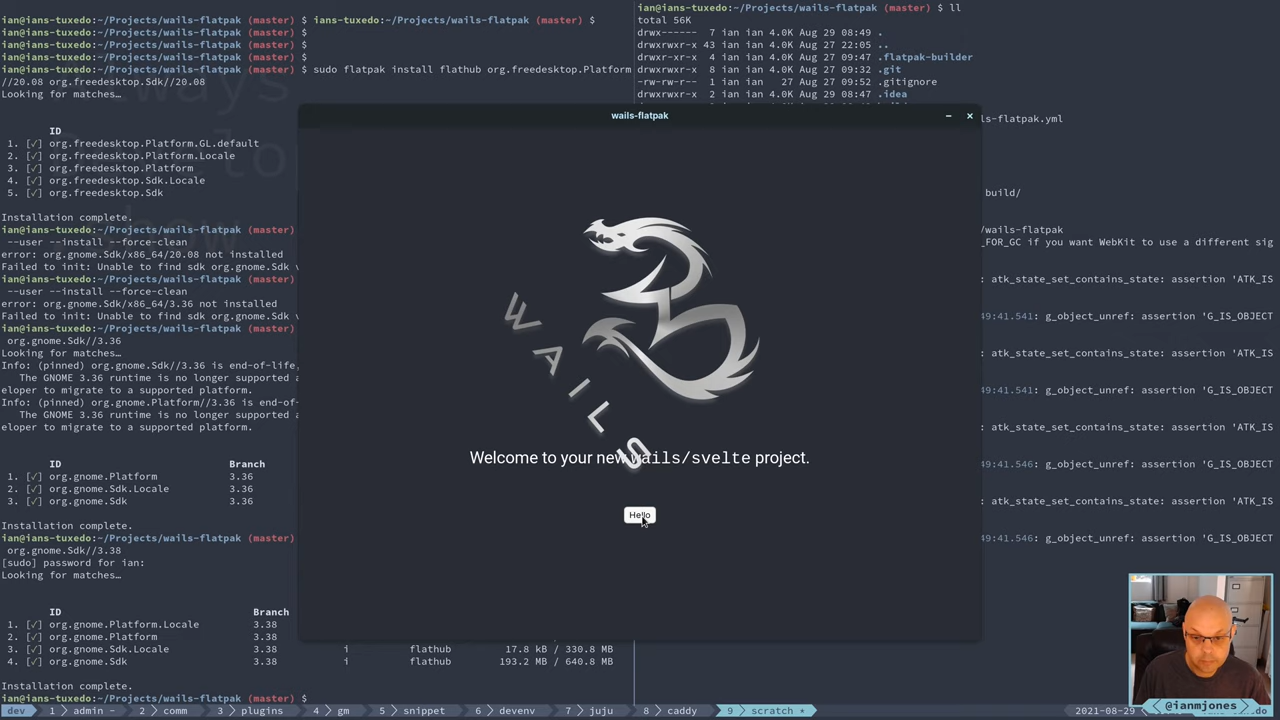 ian@ians-tuxedo:~/Projects/wails-flatpak (master) $ ians-tuxedo:~/Projects/wails-flatpak (master) $
ian@ians-tuxedo:~/Projects/wails-flatpak (master) $
ian@ians-tuxedo:~/Projects/wails-flatpak (master) $
ian@ians-tuxedo:~/Projects/wails-flatpak (master) $
ian@ians-tuxedo:~/Projects/wails-flatpak (master) $ sudo flatpak install flathub org.freedesktop.Platform
//20.08 org.freedesktop.Sdk//20.08
Looking for matches…
ID
1. [✓] org.freedesktop.Platform.GL.default
2. [✓] org.freedesktop.Platform.Locale
3. [✓] org.freedesktop.Platform
4. [✓] org.freedesktop.Sdk.Locale
5. [✓] org.freedesktop.Sdk
Installation complete.
ian@ians-tuxedo:~/Projects/wails-flatpak (master) $
--user --install --force-clean
error: org.gnome.Sdk/x86_64/20.08 not installed
Failed to init: Unable to find sdk org.gnome.Sdk v
ian@ians-tuxedo:~/Projects/wails-flatpak (master) $
--user --install --force-clean
error: org.gnome.Sdk/x86_64/3.36 not installed
Failed to init: Unable to find sdk org.gnome.Sdk v
ian@ians-tuxedo:~/Projects/wails-flatpak (master) $
org.gnome.Sdk//3.36
Looking for matches…
Info: (pinned) org.gnome.Sdk//3.36 is end-of-life,
The GNOME 3.36 runtime is no longer supported a
eloper to migrate to a supported platform.
Info: (pinned) org.gnome.Platform//3.36 is end-of-
The GNOME 3.36 runtime is no longer supported a
eloper to migrate to a supported platform.
ID Branch
1. [✓] org.gnome.Platform 3.36
2. [✓] org.gnome.Sdk.Locale 3.36
3. [✓] org.gnome.Sdk 3.36
Installation complete.
ian@ians-tuxedo:~/Projects/wails-flatpak (master) $
org.gnome.Sdk//3.38
[sudo] password for ian:
Looking for matches…
ID Branch
1. [✓] org.gnome.Platform.Locale 3.38
2. [✓] org.gnome.Platform 3.38
3. [✓] org.gnome.Sdk.Locale 3.38 i flathub 17.8 kB / 330.8 MB
4. [✓] org.gnome.Sdk 3.38 i flathub 193.2 MB / 640.8 MB
Installation complete.
ian@ians-tuxedo:~/Projects/wails-flatpak (master) $
ian@ians-tuxedo:~/Projects/wails-flatpak (master) $ ll
total 56K
drwx------ 7 ian ian 4.0K Aug 29 08:49 .
drwxrwxr-x 43 ian ian 4.0K Aug 27 22:05 ..
drwxrwxr-x 4 ian ian 4.0K Aug 27 09:47 .flatpak-builder
drwxrwxr-x 8 ian ian 4.0K Aug 27 09:32 .git
-rw-rw-r-- 1 ian ian 27 Aug 27 09:52 .gitignore
drwxrwxr-x 2 ian ian 4.0K Aug 29 08:47 .idea
s-flatpak.yml
build/
/wails-flatpak
_FOR_GC if you want WebKit to use a different sig
atk_state_set_contains_state: assertion 'ATK_IS
49:41.541: g_object_unref: assertion 'G_IS_OBJECT
atk_state_set_contains_state: assertion 'ATK_IS
49:41.541: g_object_unref: assertion 'G_IS_OBJECT
atk_state_set_contains_state: assertion 'ATK_IS
49:41.546: g_object_unref: assertion 'G_IS_OBJECT
atk_state_set_contains_state: assertion 'ATK_IS
49:41.546: g_object_unref: assertion 'G_IS_OBJECT
wails-flatpak
WAILS
Welcome to your new wails/svelte project.
Hello
dev 1 admin - 2 comm 3 plugins 4 gm 5 snippet 6 devenv 7 juju 8 caddy 9 scratch * 2021-08-29
@ianmjones